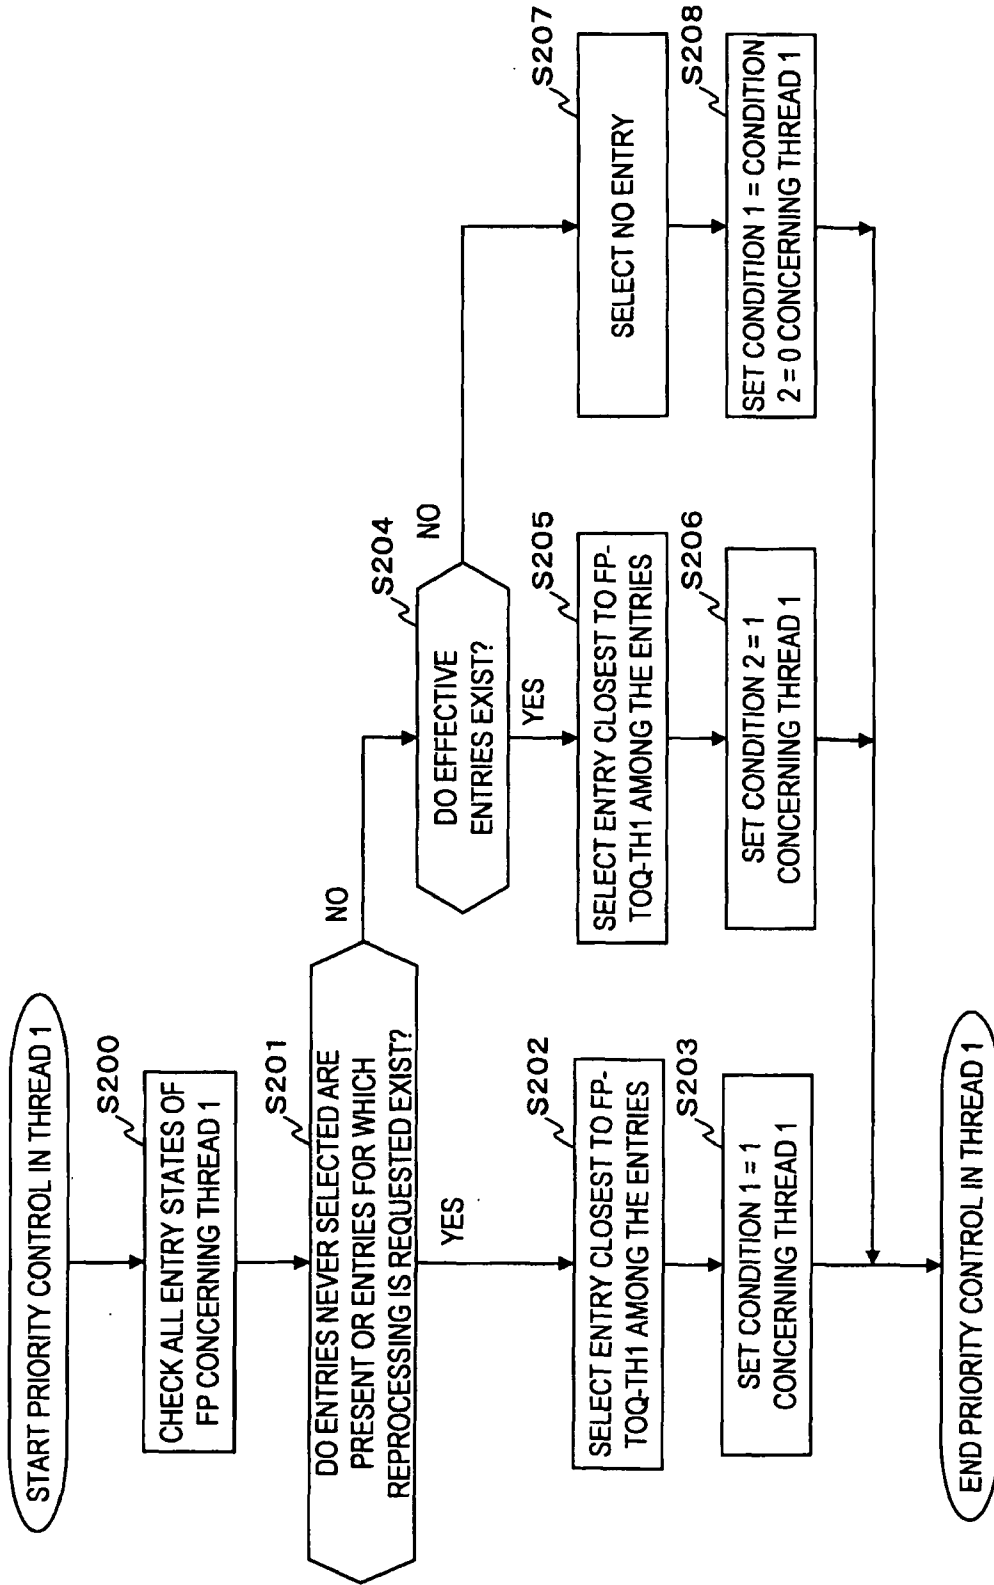 START PRIORITY CONTROL IN THREAD 1
S200
CHECK ALL ENTRY STATES OF
FP CONCERNING THREAD 1
S201
DO ENTRIES NEVER SELECTED ARE
PRESENT OR ENTRIES FOR WHICH
REPROCESSING IS REQUESTED EXIST?
NO
YES
S202
SELECT ENTRY CLOSEST TO FP-
TOQ-TH1 AMONG THE ENTRIES
S203
SET CONDITION 1 = 1
CONCERNING THREAD 1
S204
DO EFFECTIVE
ENTRIES EXIST?
NO
YES
S205
SELECT ENTRY CLOSEST TO FP-
TOQ-TH1 AMONG THE ENTRIES
S206
SET CONDITION 2 = 1
CONCERNING THREAD 1
S207
SELECT NO ENTRY
S208
SET CONDITION 1 = CONDITION
2 = 0 CONCERNING THREAD 1
END PRIORITY CONTROL IN THREAD 1